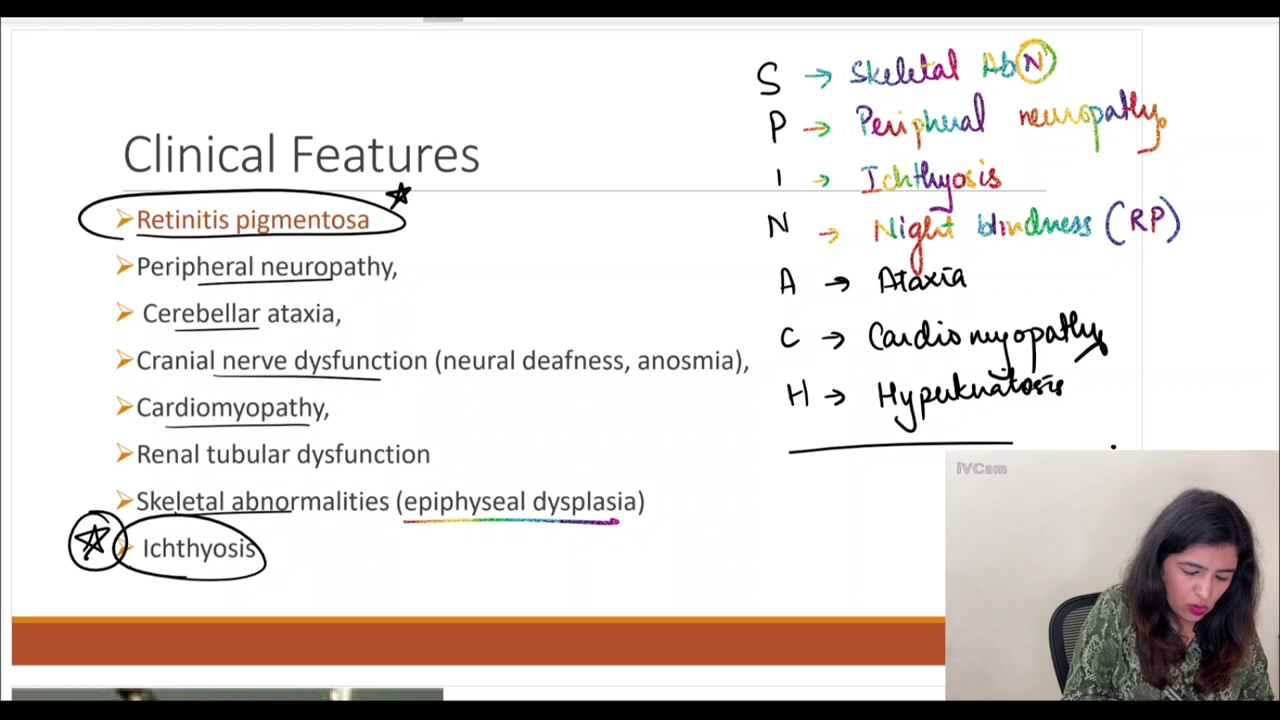 Clinical Features
➤Retinitis pigmentosa
➤Peripheral neuropathy,
➤ Cerebellar ataxia,
➤Cranial nerve dysfunction (neural deafness, anosmia),
➤Cardiomyopathy,
➤Renal tubular dysfunction
➤Skeletal abnormalities (epiphyseal dysplasia)
Ichthyosis
S → Skeletal AbN
P → Peripheral neuropathy
I → Ichthyosis
N → Night blindness (RP)
A → Ataxia
C → Cardiomyopathy
H → Hyperkeratosis
iVCam